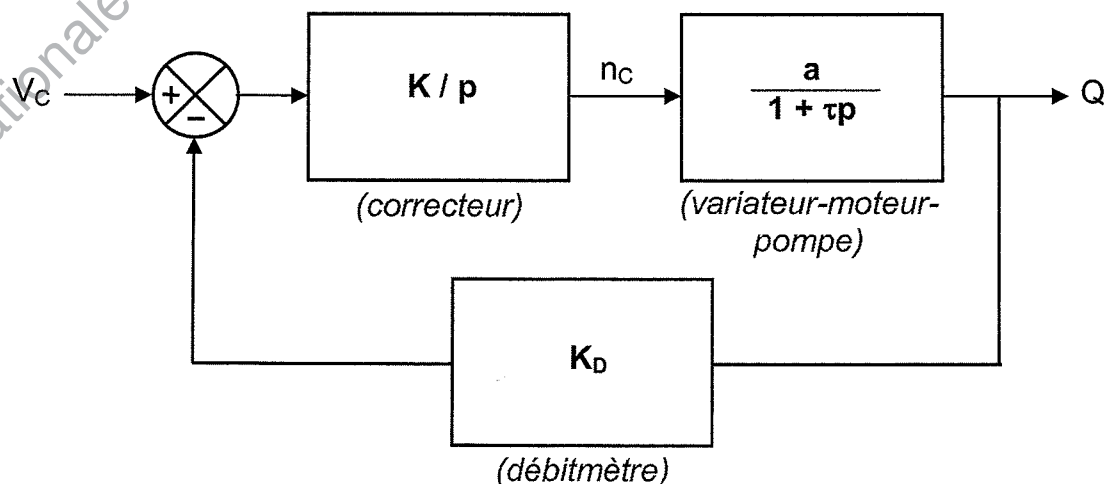 V_C
+
−
K / p
n_C
a
1 + τp
Q
(correcteur)
(variateur-moteur-
pompe)
K_D
(débitmètre)